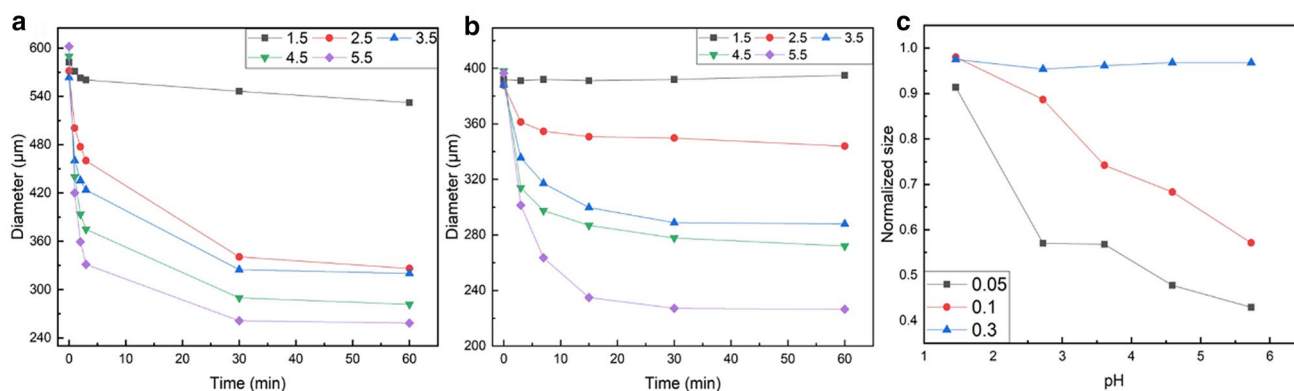 a
1.5 2.5 3.5
4.5 5.5
600
540
480
420
360
300
240
Diameter (µm)
0 10 20 30 40 50 60
Time (min)
b
1.5 2.5 3.5
4.5 5.5
400
360
320
280
240
200
Diameter (µm)
0 10 20 30 40 50 60
Time (min)
c
1.0
0.9
0.8
0.7
0.6
0.5
0.4
Normalized size
0.05
0.1
0.3
1 2 3 4 5 6
pH